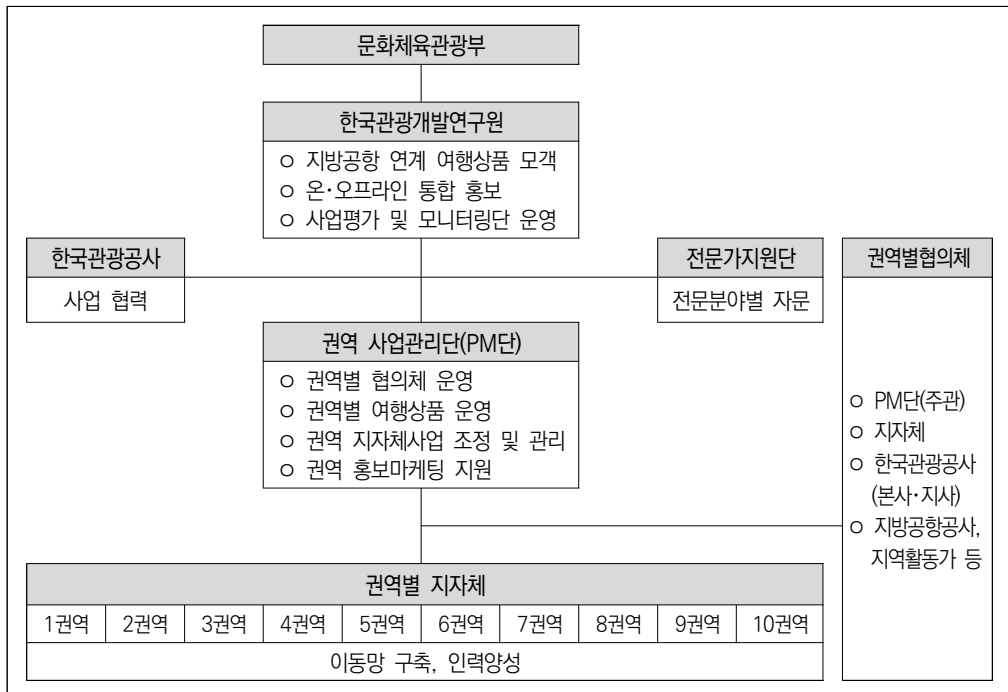 문화체육관광부
한국관광개발연구원
ㅇ 지방공항 연계 여행상품 모객
ㅇ 온·오프라인 통합 홍보
ㅇ 사업평가 및 모니터링단 운영
한국관광공사
사업 협력
전문가지원단
전문분야별 자문
권역별협의체
ㅇ PM단(주관)
ㅇ 지자체
ㅇ 한국관광공사
(본사·지사)
ㅇ 지방공항공사,
지역활동가 등
권역 사업관리단(PM단)
ㅇ 권역별 협의체 운영
ㅇ 권역별 여행상품 운영
ㅇ 권역 지자체사업 조정 및 관리
ㅇ 권역 홍보마케팅 지원
권역별 지자체
1권역 2권역 3권역 4권역 5권역 6권역 7권역 8권역 9권역 10권역
이동망 구축, 인력양성